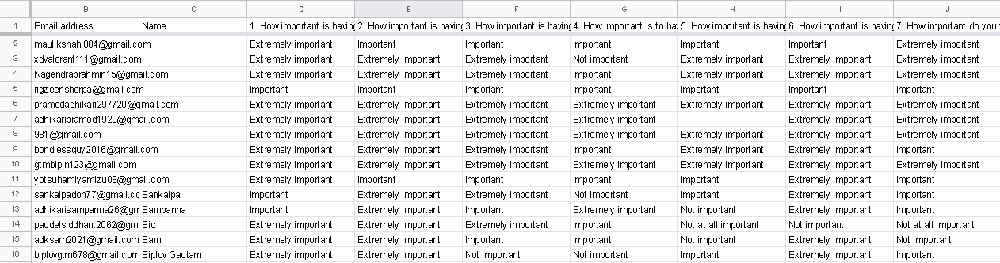 B C D E F G H I J
1 Email address Name 1. How important is having 2. How important is having 3. How important is having 4. How important is to hav 5. How important is having 6. How important is having 7. How important do you
2 maulikshahi004@gmail.com Extremely important Important Important Important Important Important Extremely important
3 xdvalorant111@gmail.com Extremely important Extremely important Extremely important Not important Extremely important Extremely important Extremely important
4 Nagendrabrahmin15@gmail.com Extremely important Extremely important Extremely important Important Extremely important Extremely important Extremely important
5 rigzeensherpa@gmail.com Important Important Important Important Important Important Important
6 pramodadhikari297720@gmail.com Extremely important Extremely important Extremely important Extremely important Extremely important Extremely important Extremely important
7 adhikaripramod1920@gmail.com Extremely important Extremely important Extremely important Extremely important Extremely important Extremely important
8 981@gmail.com Extremely important Extremely important Extremely important Extremely important Extremely important Extremely important Extremely important
9 bondlessguy2016@gmail.com Extremely important Extremely important Extremely important Important Extremely important Extremely important Important
10 gtmbipin123@gmail.com Extremely important Extremely important Extremely important Extremely important Extremely important Extremely important Extremely important
11 yotsuhamiyamizu08@gmail.com Extremely important Important Important Important Important Extremely important Important
12 sankalpadon77@gmail.cc Sankalpa Important Extremely important Extremely important Not important Important Extremely important Important
13 adhikarisampanna26@gm Sampanna Important Extremely important Important Extremely important Not important Extremely important Important
14 paudelsiddhant2062@gm Sid Extremely important Extremely important Extremely important Important Not at all important Not important Not at all important
15 adksam2021@gmail.com Sam Extremely important Extremely important Important Important Not important Extremely important Not important
16 biplovgtm678@gmail.com Biplov Gautam Extremely important Extremely important Not important Not important Important Extremely important Important